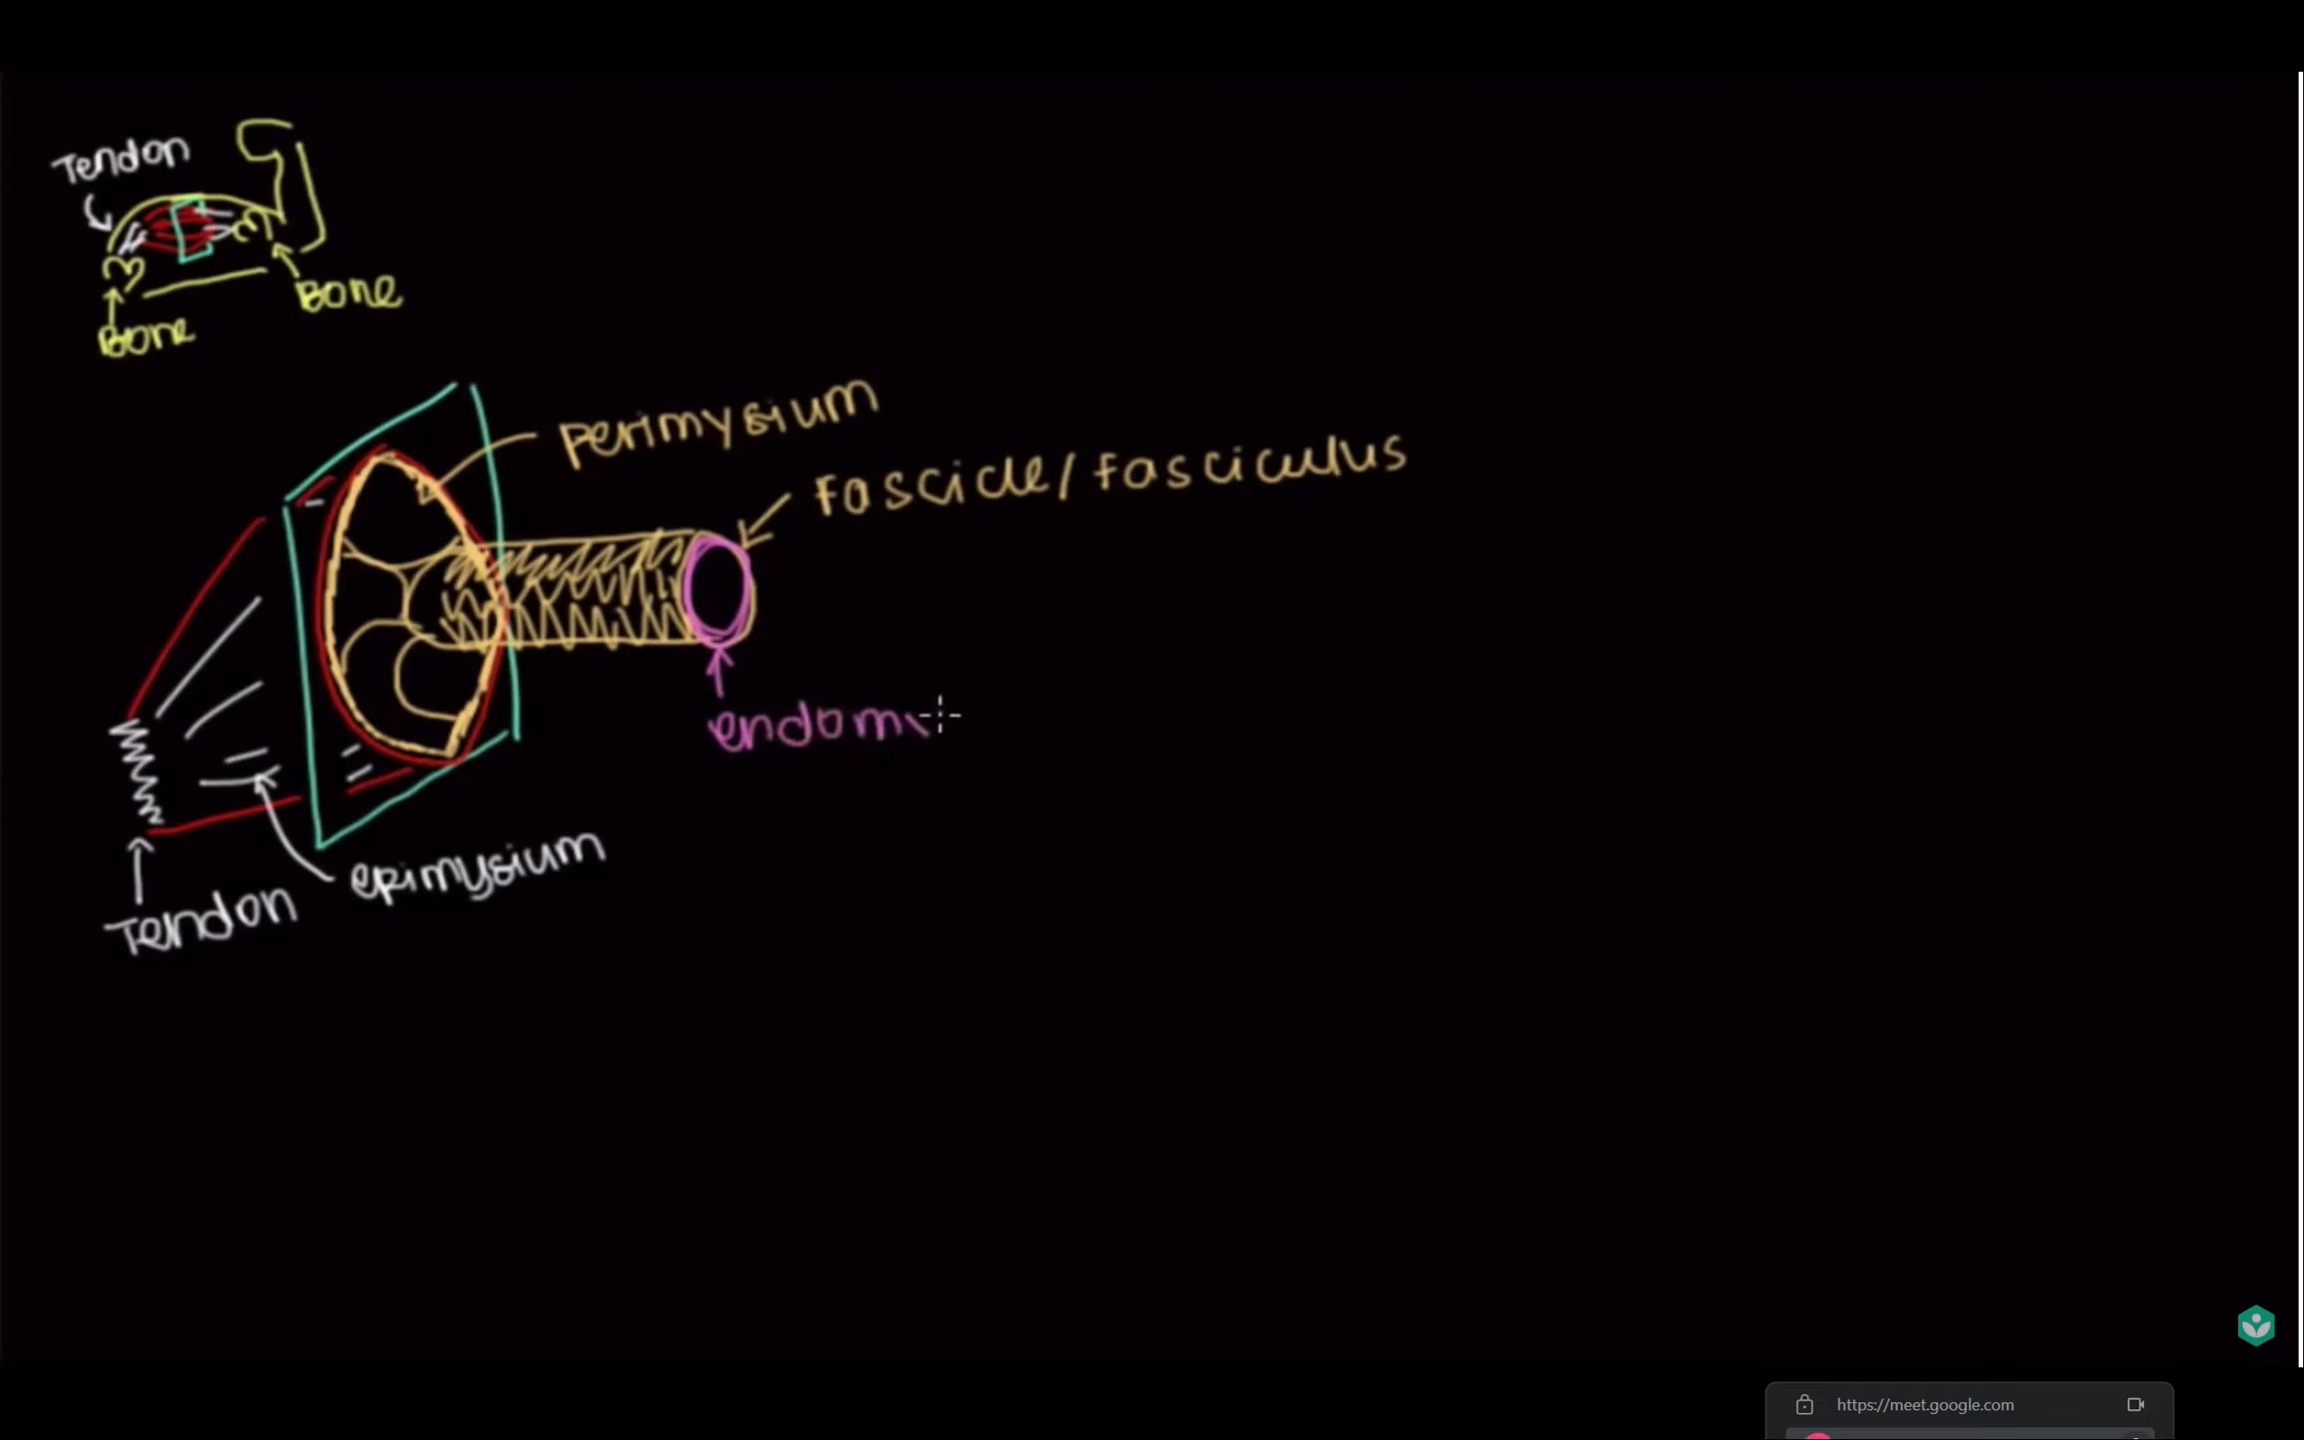 Tendon
Bone
Bone
Perimysium
Fascicle/fasciculus
endom
epimysium
Tendon
https://meet.google.com